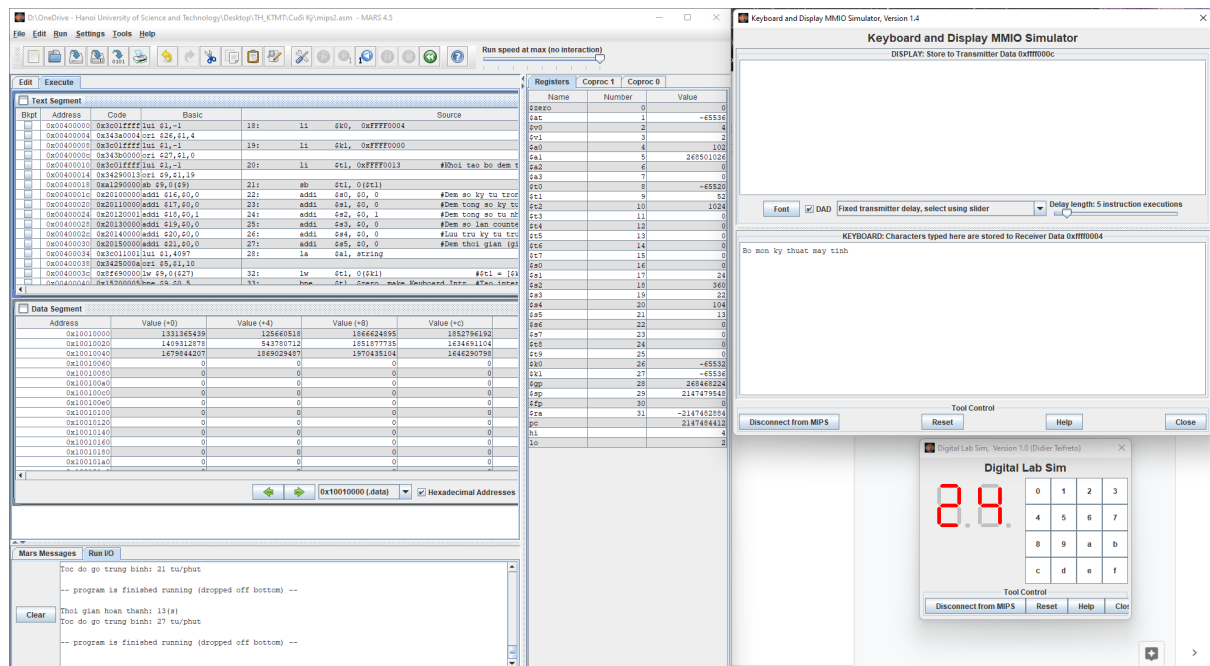 D:\OneDrive - Hanoi University of Science and Technology\Desktop\TH_KTMT\Cuối Kỳ\mips2.asm - MARS 4.5
File Edit Run Settings Tools Help
Run speed at max (no interaction)
Edit Execute
Text Segment
Bkpt Address Code Basic Source
0x00400000 0x3c01ffff lui $1,-1 18: li $k0, 0xFFFF0004
0x00400004 0x343a0004 ori $26,$1,4
0x00400008 0x3c01ffff lui $1,-1 19: li $k1, 0xFFFF0000
0x0040000c 0x343b0000 ori $27,$1,0
0x00400010 0x3c01ffff lui $1,-1 20: li $t1, 0xFFFF0013 #Khoi tao bo dem t
0x00400014 0x34290013 ori $9,$1,19
0x00400018 0xa1290000 sb $9,0($9) 21: sb $t1, 0($t1)
0x0040001c 0x20100000 addi $16,$0,0 22: addi $s0, $0, 0 #Dem so ky tu tron
0x00400020 0x20110000 addi $17,$0,0 23: addi $s1, $0, 0 #Dem tong so ky tu
0x00400024 0x20120001 addi $18,$0,1 24: addi $s2, $0, 1 #Dem tong so tu nh
0x00400028 0x20130000 addi $19,$0,0 25: addi $s3, $0, 0 #Dem so lan counte
0x0040002c 0x20140000 addi $20,$0,0 26: addi $s4, $0, 0 #Luu tru ky tu tru
0x00400030 0x20150000 addi $21,$0,0 27: addi $s5, $0, 0 #Dem thoi gian (gi
0x00400034 0x3c011001 lui $1,4097 28: la $a1, string
0x00400038 0x3425000a ori $5,$1,10
0x0040003c 0x8f690000 lw $9,0($27) 32: lw $t1, 0($k1) #$t1 = [$k
0x00400040 0x15200005 bne $9,$0,5 33: bne $t1, $zero, make_Keyboard_Intr #Tao inter
Data Segment
Address Value (+0) Value (+4) Value (+8) Value (+c)
0x10010000 1331365439 125660518 1866624895 1852796192
0x10010020 1409312878 543780712 1851877735 1634691104
0x10010040 1679844207 1869029487 1970435104 1646290798
0x10010060 0 0 0 0
0x10010080 0 0 0 0
0x100100a0 0 0 0 0
0x100100c0 0 0 0 0
0x100100e0 0 0 0 0
0x10010100 0 0 0 0
0x10010120 0 0 0 0
0x10010140 0 0 0 0
0x10010160 0 0 0 0
0x10010180 0 0 0 0
0x100101a0 0 0 0 0
0x10010000 (.data) Hexadecimal Addresses
Mars Messages Run I/O
Clear
Toc do go trung binh: 21 tu/phut
-- program is finished running (dropped off bottom) --
Thoi gian hoan thanh: 13(s)
Toc do go trung binh: 27 tu/phut
-- program is finished running (dropped off bottom) --
Registers Coproc 1 Coproc 0
Name Number Value
$zero 0 0
$at 1 -65536
$v0 2 4
$v1 3 2
$a0 4 102
$a1 5 268501026
$a2 6 0
$a3 7 0
$t0 8 -65520
$t1 9 52
$t2 10 1024
$t3 11 0
$t4 12 0
$t5 13 0
$t6 14 0
$t7 15 0
$s0 16 0
$s1 17 24
$s2 18 360
$s3 19 22
$s4 20 104
$s5 21 13
$s6 22 0
$s7 23 0
$t8 24 0
$t9 25 0
$k0 26 -65532
$k1 27 -65536
$gp 28 268468224
$sp 29 2147479548
$fp 30 0
$ra 31 -2147482884
pc 2147484412
hi 4
lo 2
Keyboard and Display MMIO Simulator, Version 1.4
Keyboard and Display MMIO Simulator
DISPLAY: Store to Transmitter Data 0xffff000c
Font DAD Fixed transmitter delay, select using slider Delay length: 5 instruction executions
KEYBOARD: Characters typed here are stored to Receiver Data 0xffff0004
Bo mon ky thuat may tinh
Tool Control
Disconnect from MIPS Reset Help Close
Digital Lab Sim, Version 1.0 (Didier Teifreto)
Digital Lab Sim
24
0 1 2 3
4 5 6 7
8 9 a b
c d e f
Tool Control
Disconnect from MIPS Reset Help Clos